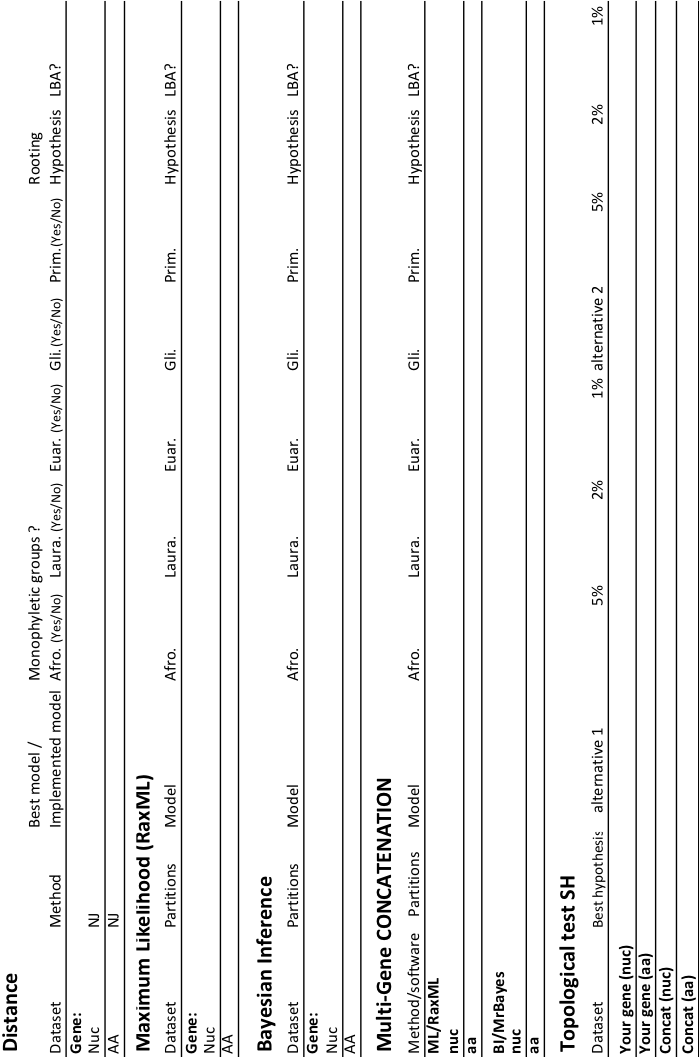 Distance
Best model / Monophyletic groups ? Rooting
Dataset Method Implemented model Afro. (Yes/No) Laura. (Yes/No) Euar. (Yes/No) Gli. (Yes/No) Prim. (Yes/No) Hypothesis LBA?
Gene:
Nuc NJ
AA NJ
Maximum Likelihood (RaxML)
Dataset Partitions Model Afro. Laura. Euar. Gli. Prim. Hypothesis LBA?
Gene:
Nuc
AA
Bayesian Inference
Dataset Partitions Model Afro. Laura. Euar. Gli. Prim. Hypothesis LBA?
Gene:
Nuc
AA
Multi-Gene CONCATENATION
Method/software Partitions Model Afro. Laura. Euar. Gli. Prim. Hypothesis LBA?
ML/RaxML
nuc
aa
BI/MrBayes
nuc
aa
Topological test SH
Dataset Best hypothesis alternative 1 5% 2% 1% alternative 2 5% 2% 1%
Your gene (nuc)
Your gene (aa)
Concat (nuc)
Concat (aa)